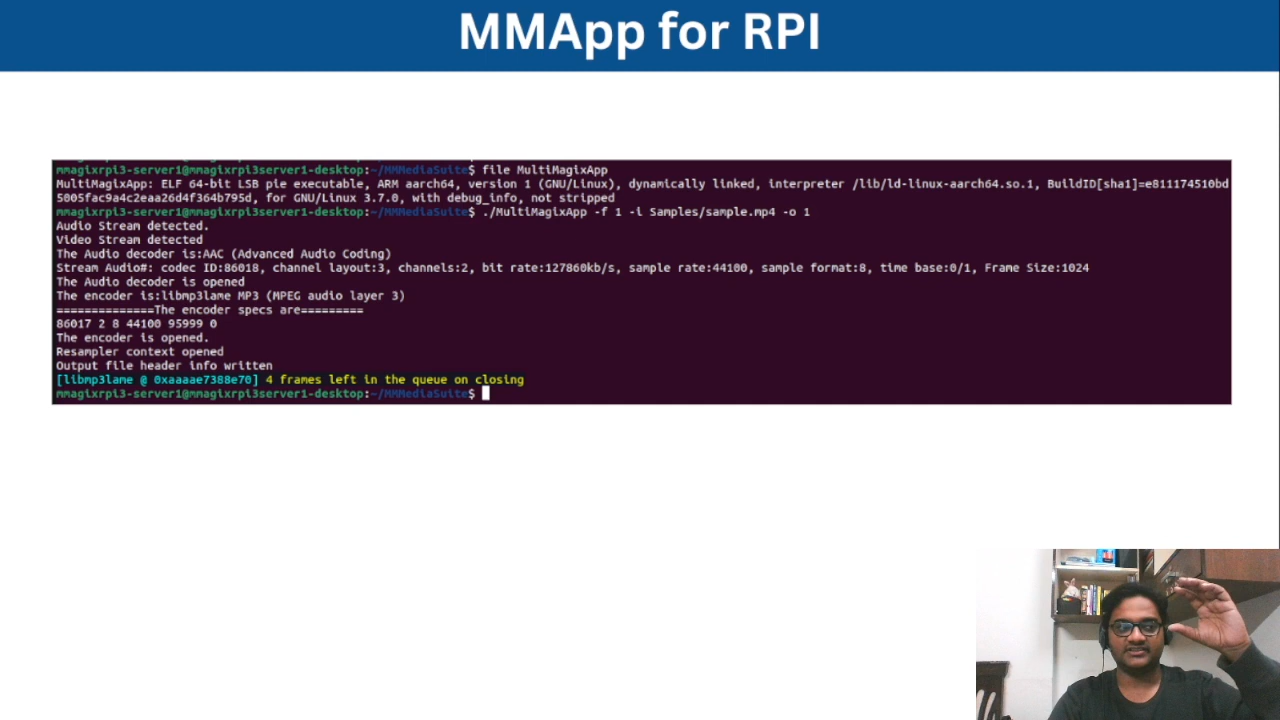 MMApp for RPI
mmagixrpi3-server1@mmagixrpi3server1-desktop:~/MMMediaSuite$ file MultiMagixApp
MultiMagixApp: ELF 64-bit LSB pie executable, ARM aarch64, version 1 (GNU/Linux), dynamically linked, interpreter /lib/ld-linux-aarch64.so.1, BuildID[sha1]=e811174510bd
5005fac9a4c2eaa26d4f364b795d, for GNU/Linux 3.7.0, with debug_info, not stripped
mmagixrpi3-server1@mmagixrpi3server1-desktop:~/MMMediaSuite$ ./MultiMagixApp -f 1 -i Samples/sample.mp4 -o 1
Audio Stream detected.
Video Stream detected
The Audio decoder is:AAC (Advanced Audio Coding)
Stream Audio#: codec ID:86018, channel layout:3, channels:2, bit rate:127860kb/s, sample rate:44100, sample format:8, time base:0/1, Frame Size:1024
The Audio decoder is opened
The encoder is:libmp3lame MP3 (MPEG audio layer 3)
==============The encoder specs are=========
86017 2 8 44100 95999 0
The encoder is opened.
Resampler context opened
Output file header info written
[libmp3lame @ 0xaaaae7388e70] 4 frames left in the queue on closing
mmagixrpi3-server1@mmagixrpi3server1-desktop:~/MMMediaSuite$